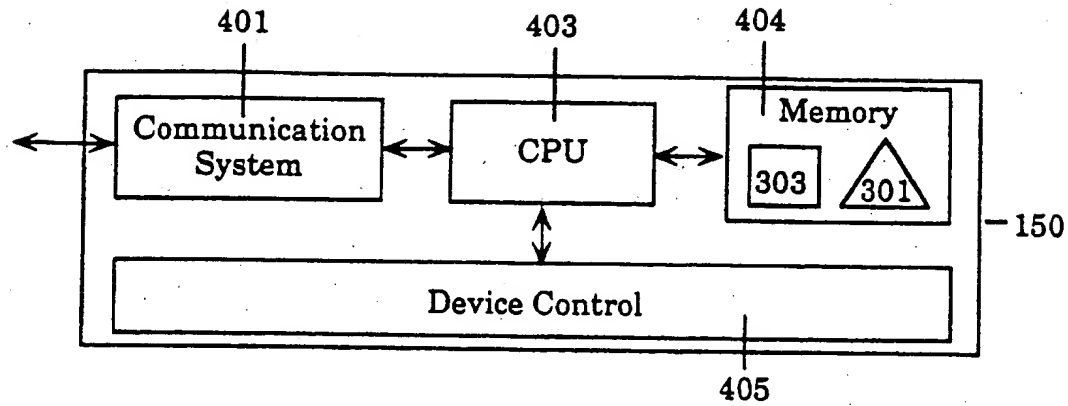 401
403
404
Communication
System
CPU
Memory
303
301
150
Device Control
405